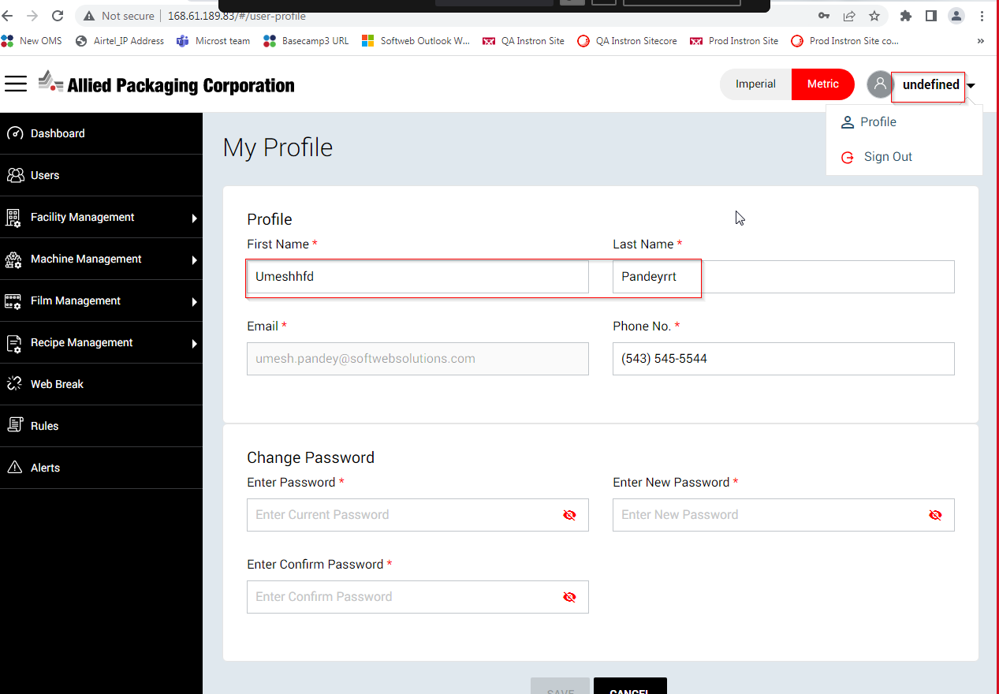 Not secure | 168.61.189.83/#/user-profile
New OMS Airtel_IP Address Microst team Basecamp3 URL Softweb Outlook W... QA Instron Site QA Instron Sitecore Prod Instron Site Prod Instron Site co... »
Allied Packaging Corporation Imperial Metric undefined
Profile
Sign Out
Dashboard
Users
Facility Management
Machine Management
Film Management
Recipe Management
Web Break
Rules
Alerts
My Profile
Profile
First Name * Last Name *
Umeshhfd Pandeyrrt
Email * Phone No. *
umesh.pandey@softwebsolutions.com (543) 545-5544
Change Password
Enter Password * Enter New Password *
Enter Current Password Enter New Password
Enter Confirm Password *
Enter Confirm Password
SAVE CANCEL